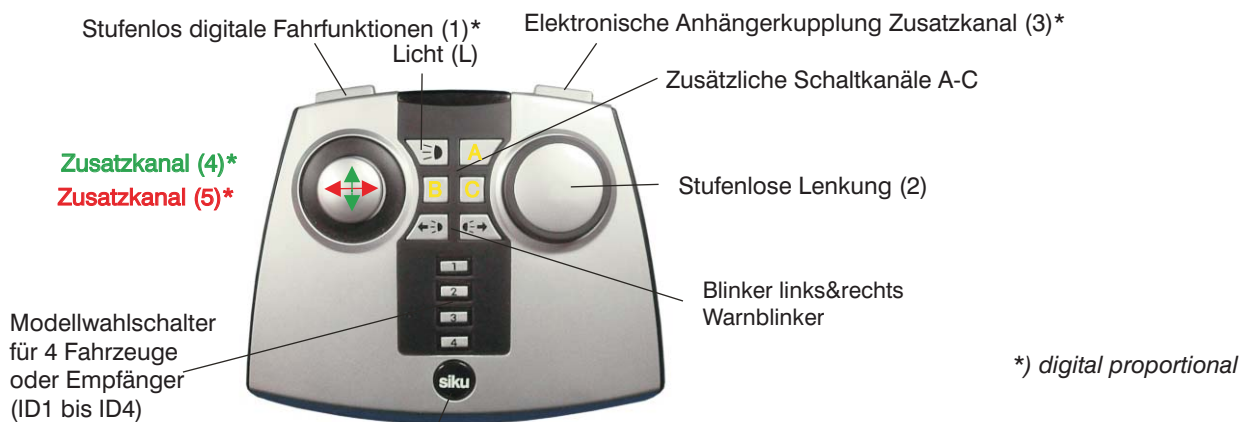 Stufenlos digitale Fahrfunktionen (1)*
Elektronische Anhängerkupplung Zusatzkanal (3)*
Licht (L)
Zusätzliche Schaltkanäle A-C
A
Zusatzkanal (4)*
Zusatzkanal (5)*
B C
Stufenlose Lenkung (2)
1
2
3
4
Blinker links&rechts
Warnblinker
Modellwahlschalter
für 4 Fahrzeuge
oder Empfänger
(ID1 bis ID4)
siku
*) digital proportional